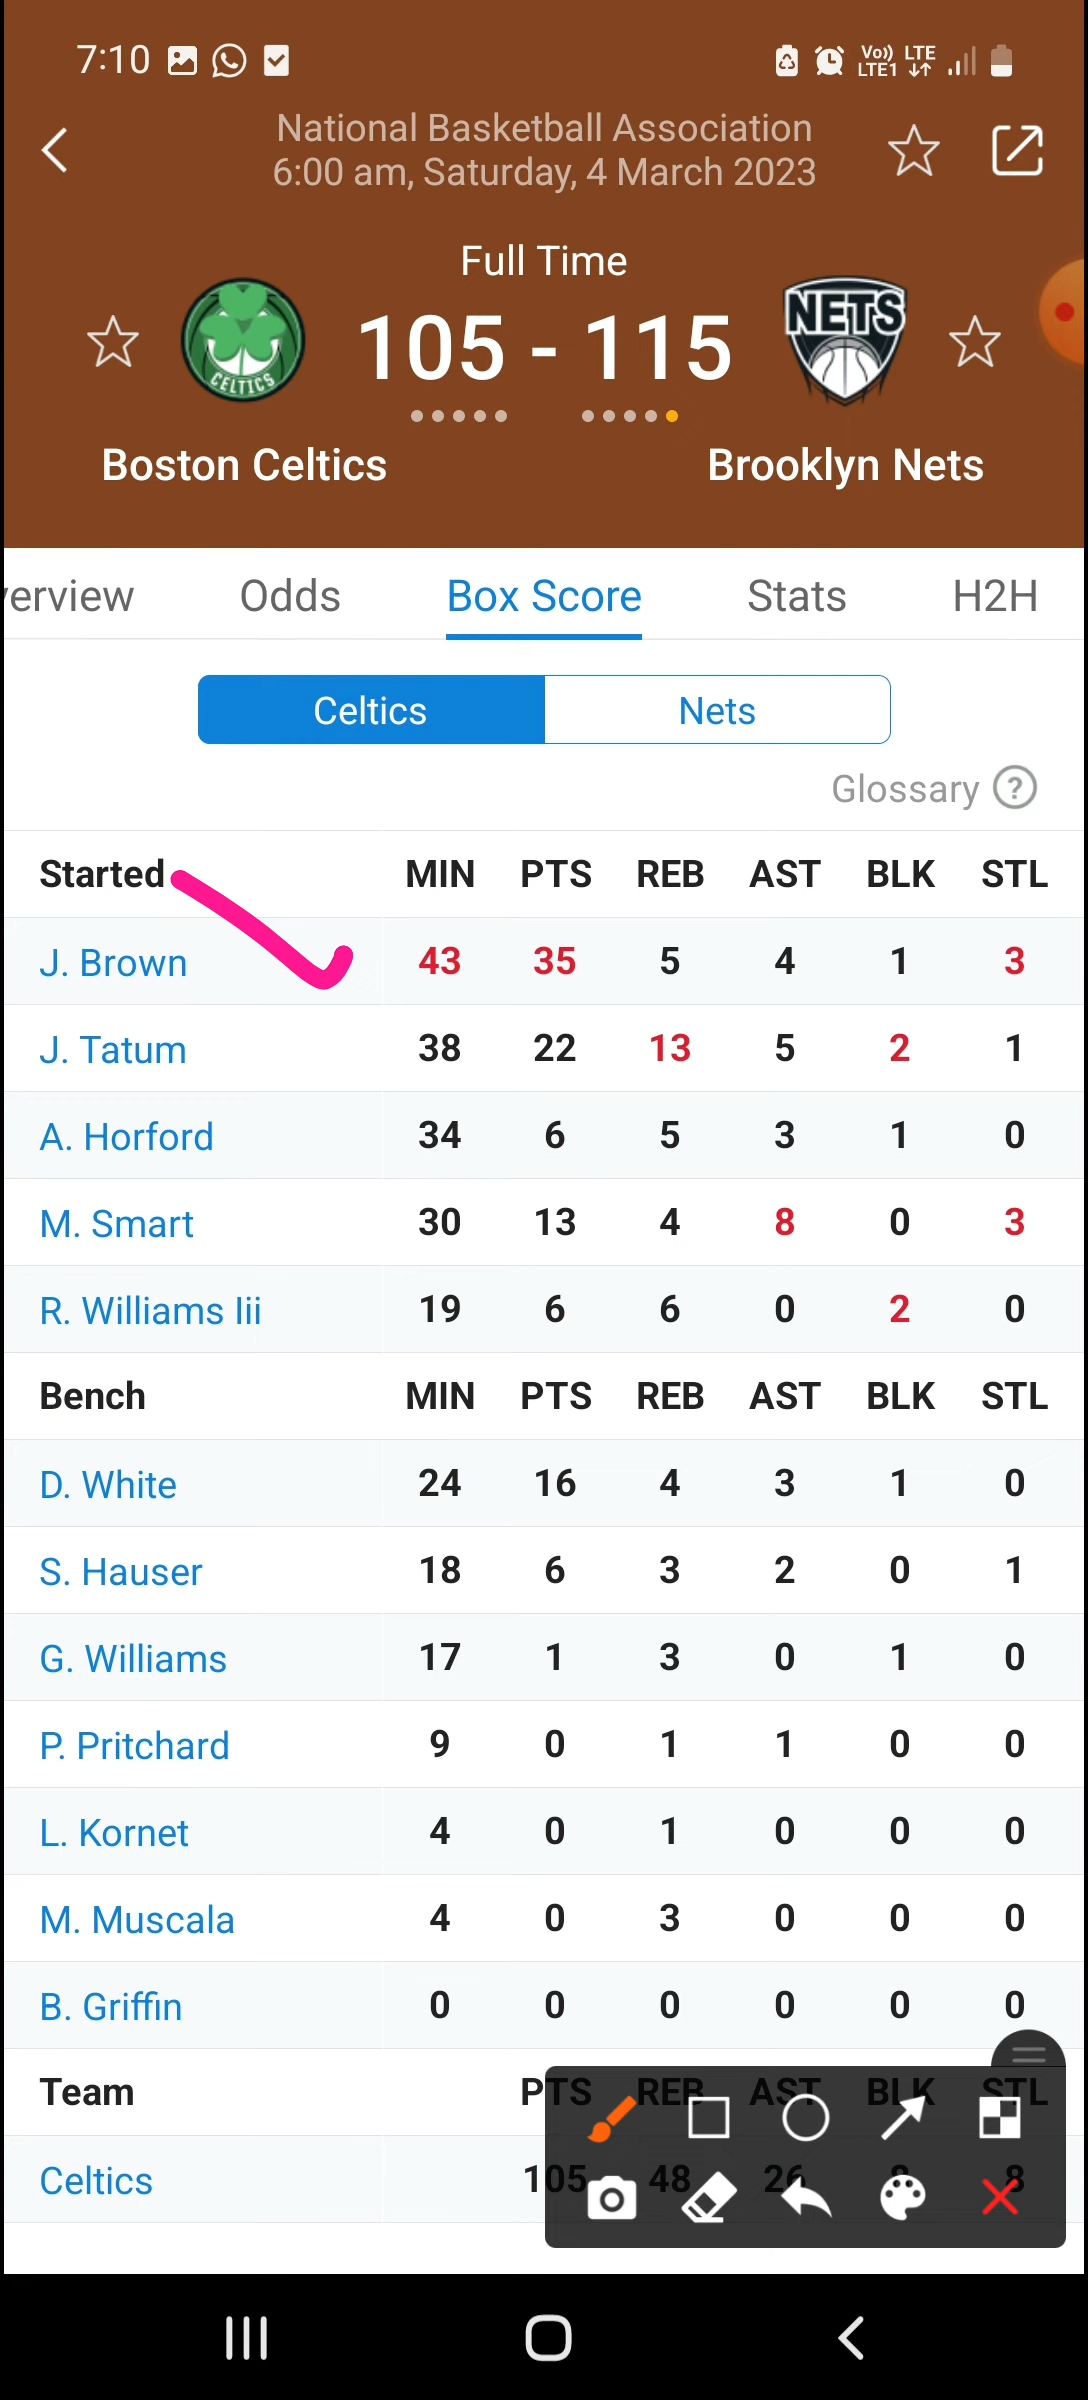 7:10 Vo)) LTE1 LTE
National Basketball Association
6:00 am, Saturday, 4 March 2023
Full Time
105 - 115
CELTICS
NETS
Boston Celtics Brooklyn Nets
verview Odds Box Score Stats H2H
Celtics Nets
Glossary ?
Started MIN PTS REB AST BLK STL
J. Brown 43 35 5 4 1 3
J. Tatum 38 22 13 5 2 1
A. Horford 34 6 5 3 1 0
M. Smart 30 13 4 8 0 3
R. Williams Iii 19 6 6 0 2 0
Bench MIN PTS REB AST BLK STL
D. White 24 16 4 3 1 0
S. Hauser 18 6 3 2 0 1
G. Williams 17 1 3 0 1 0
P. Pritchard 9 0 1 1 0 0
L. Kornet 4 0 1 0 0 0
M. Muscala 4 0 3 0 0 0
B. Griffin 0 0 0 0 0 0
Team PTS REB AST BLK STL
Celtics 105 48 26 8 8